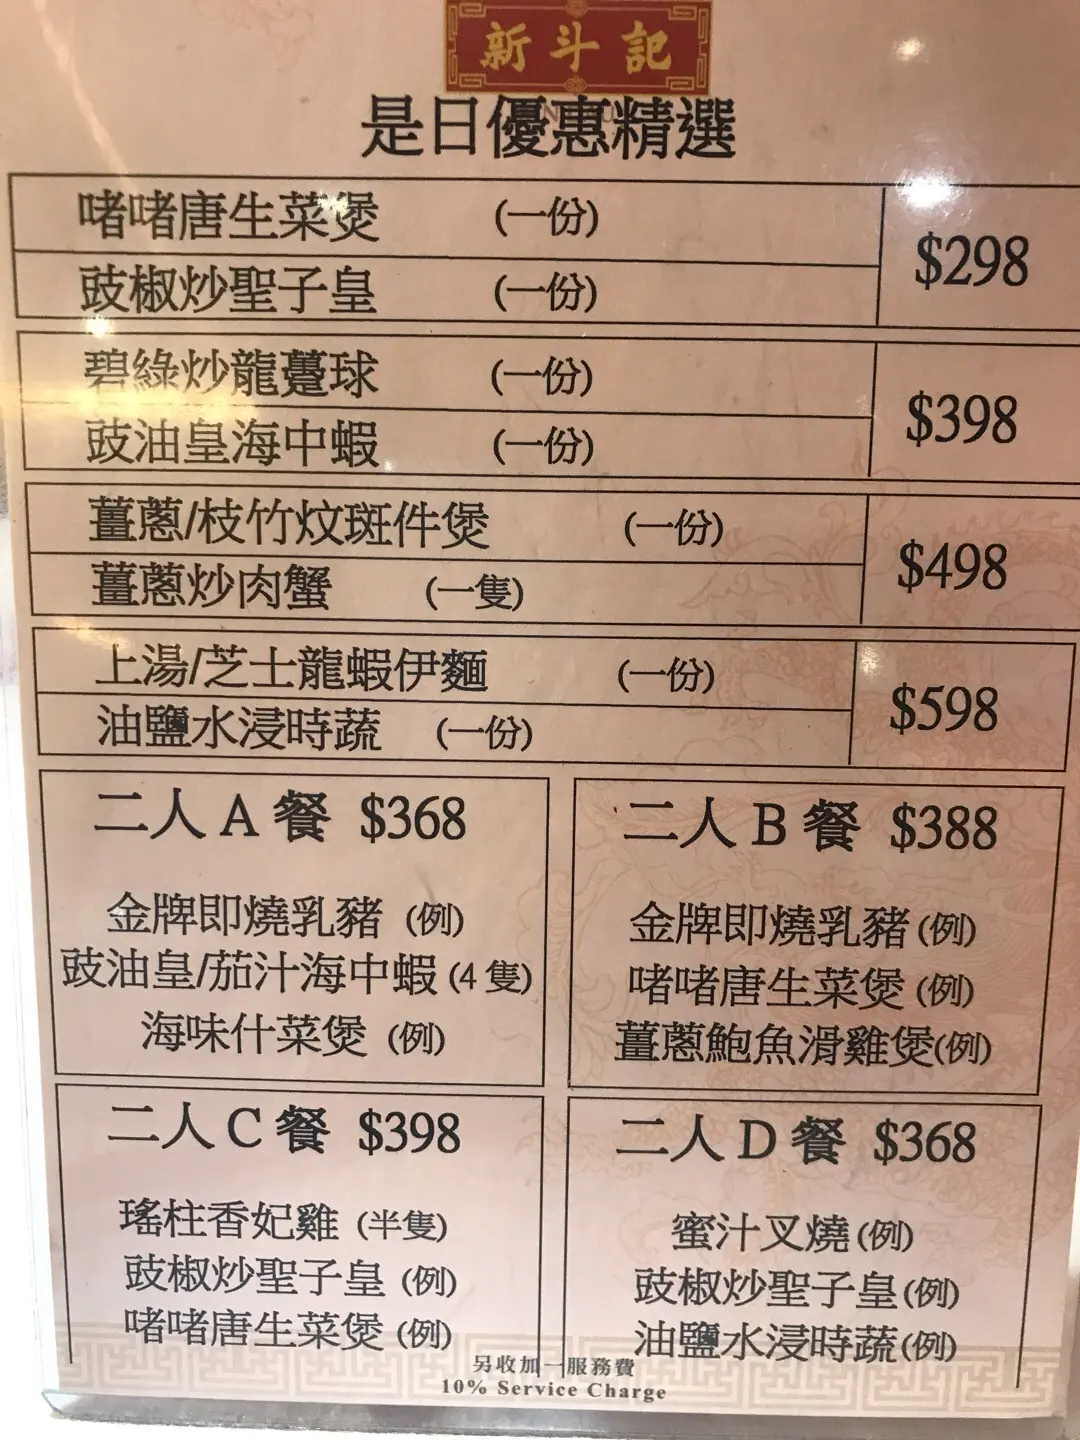 新斗記
是日優惠精選
啫啫唐生菜煲 (一份)
$298
豉椒炒聖子皇 (一份)
碧綠炒龍躉球 (一份)
$398
豉油皇海中蝦 (一份)
薑蔥/枝竹炆斑件煲 (一份)
$498
薑蔥炒肉蟹 (一隻)
上湯/芝士龍蝦伊麵 (一份)
$598
油鹽水浸時蔬 (一份)
二人 A 餐 $368
金牌即燒乳豬 (例)
豉油皇/茄汁海中蝦 (4 隻)
海味什菜煲 (例)
二人 B 餐 $388
金牌即燒乳豬 (例)
啫啫唐生菜煲 (例)
薑蔥鮑魚滑雞煲(例)
二人 C 餐 $398
瑤柱香妃雞 (半隻)
豉椒炒聖子皇 (例)
啫啫唐生菜煲 (例)
二人 D 餐 $368
蜜汁叉燒(例)
豉椒炒聖子皇(例)
油鹽水浸時蔬(例)
另收加一服務費
10% Service Charge